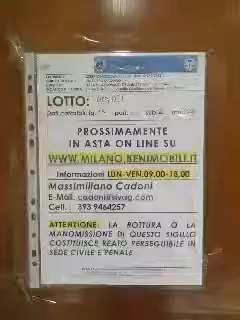 LOTTO:
PROSSIMAMENTE
IN ASTA ON LINE SU
WWW.MILANO.BENIMOBILI.IT
Informazioni LUN-VEN.09.00-18,00
Massimiliano Cadoni
E-Mail. cadoni@sivag.com
Cell.: 393 9464257
ATTENZIONE: LA ROTTURA O LA
MANOMISSIONE DI QUESTO SIGILLO
COSTITUISCE REATO PERSEGUIBILE IN
SEDE CIVILE E PENALE